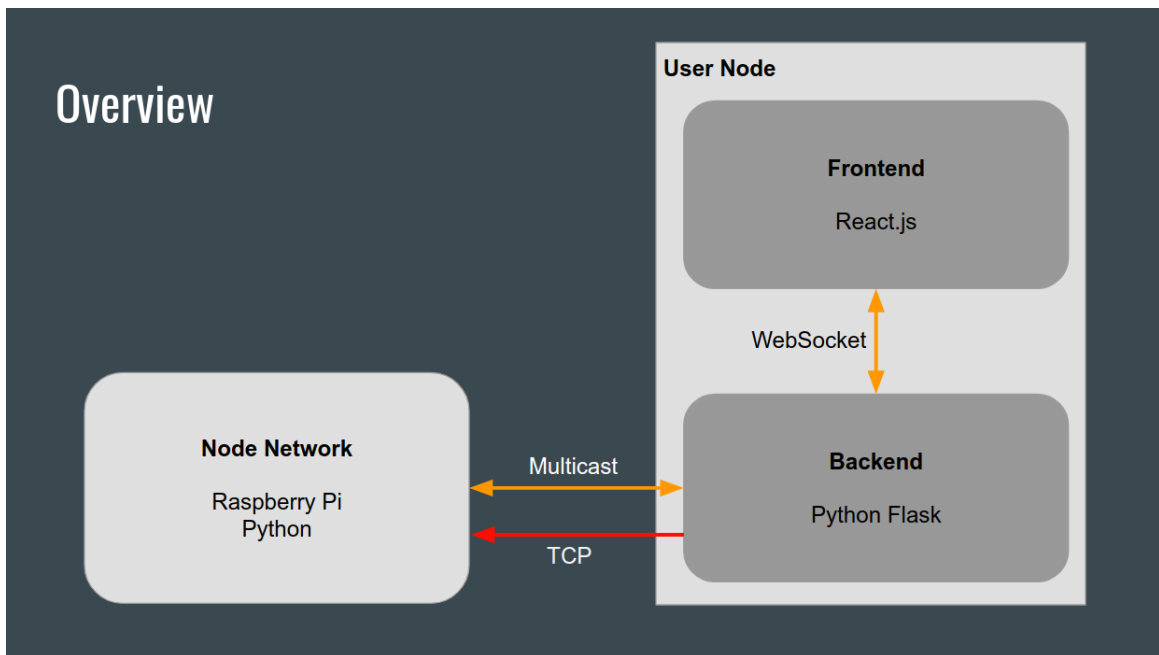 Overview
User Node
Frontend
React.js
WebSocket
Node Network
Raspberry Pi
Python
Multicast
TCP
Backend
Python Flask